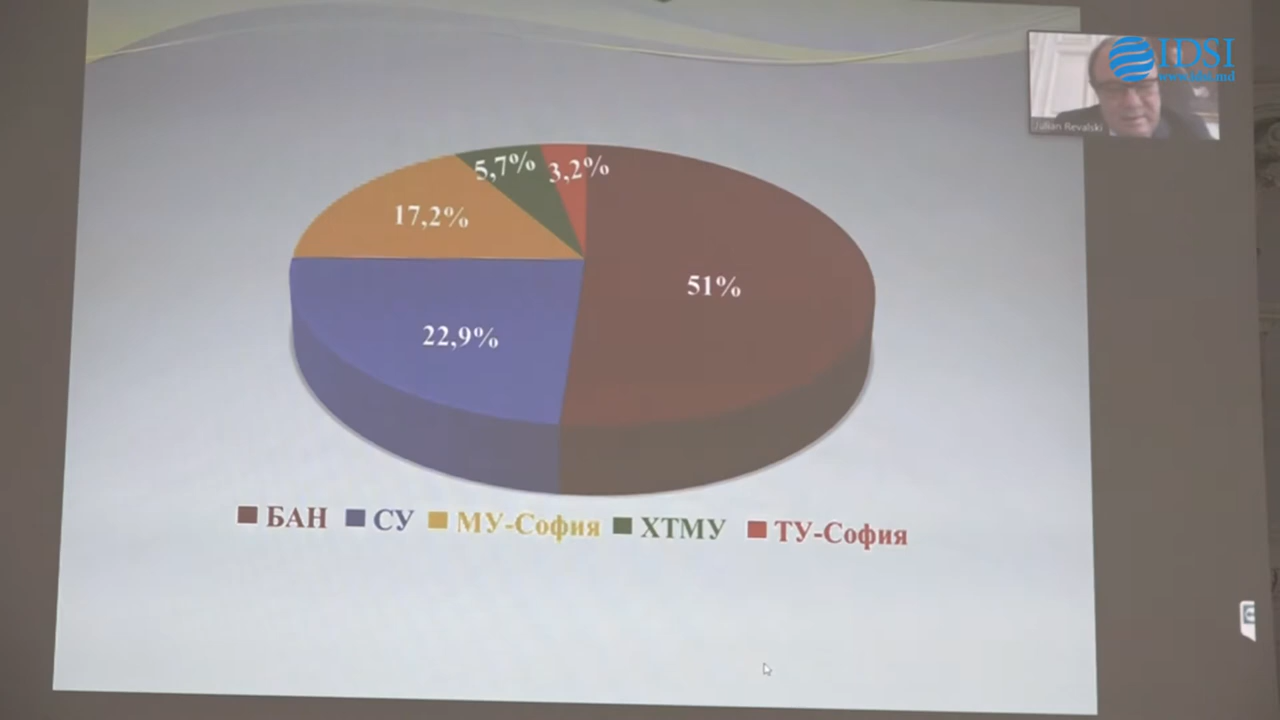 IDSI
www.idsi.md
Julian Revalski
5,7%
3,2%
17,2%
51%
22,9%
БАН СУ МУ-София ХТМУ ТУ-София